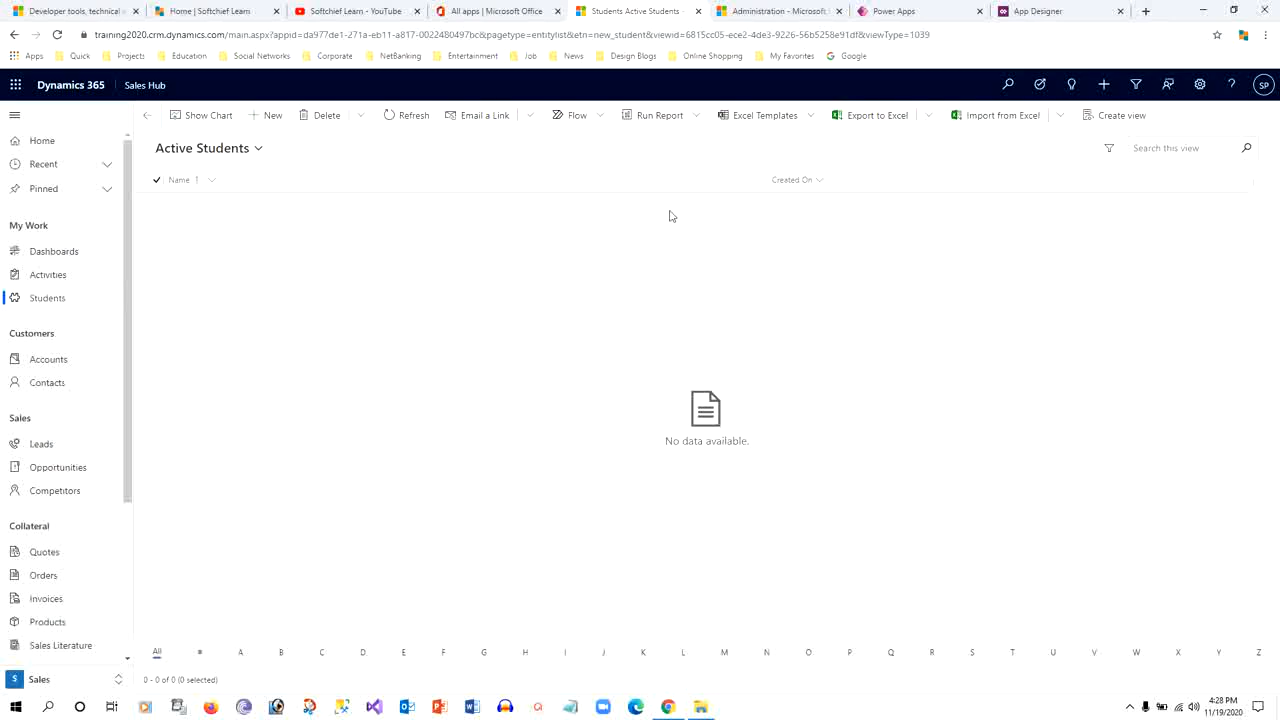 Developer tools, technical d
Home | Softchief Learn
Softchief Learn - YouTube
All apps | Microsoft Office
Students Active Students -
Administration - Microsoft
Power Apps
App Designer
training2020.crm.dynamics.com/main.aspx?appid=da977de1-271a-eb11-a817-0022480497bc&pagetype=entitylist&etn=new_student&viewid=6815cc05-ece2-4de3-9226-56b5258e91df&viewType=1039
Apps Quick Projects Education Social Networks Corporate NetBanking Entertainment Job News Design Blogs Online Shopping My Favorites Google
Dynamics 365 Sales Hub SP
Show Chart New Delete Refresh Email a Link Flow Run Report Excel Templates Export to Excel Import from Excel Create view
Home
Recent
Pinned
My Work
Dashboards
Activities
Students
Customers
Accounts
Contacts
Sales
Leads
Opportunities
Competitors
Collateral
Quotes
Orders
Invoices
Products
Sales Literature
S Sales
Active Students
Search this view
Name ↑ Created On
No data available.
All # A B C D E F G H I J K L M N O P Q R S T U V W X Y Z
0 - 0 of 0 (0 selected)
4:28 PM
11/19/2020